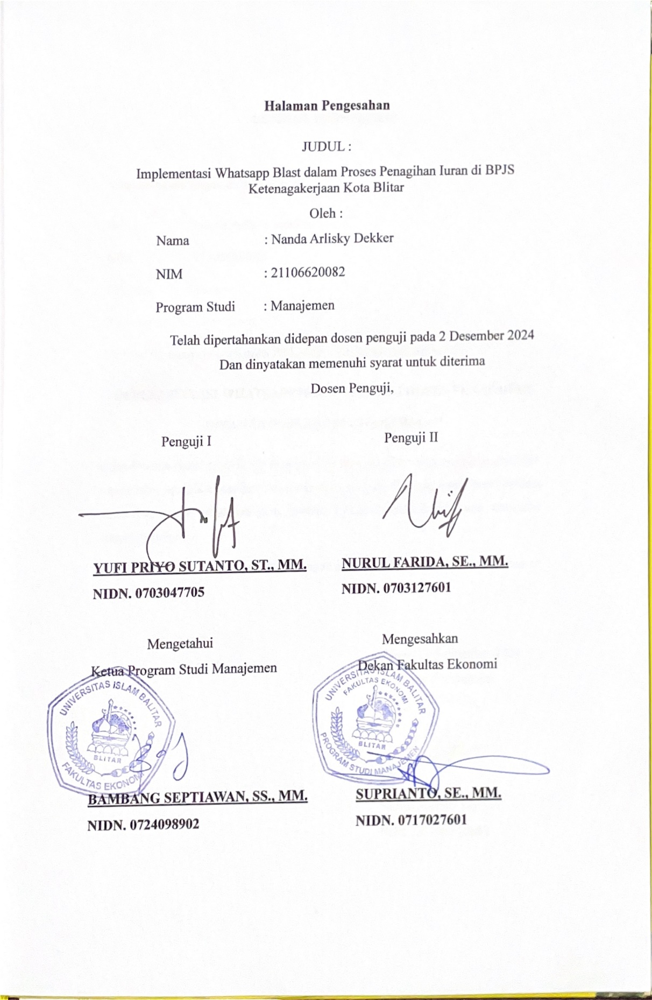 Halaman Pengesahan
JUDUL :
Implementasi Whatsapp Blast dalam Proses Penagihan Iuran di BPJS
Ketenagakerjaan Kota Blitar
Oleh :
Nama : Nanda Arlisky Dekker
NIM : 21106620082
Program Studi : Manajemen
Telah dipertahankan didepan dosen penguji pada 2 Desember 2024
Dan dinyatakan memenuhi syarat untuk diterima
Dosen Penguji,
Penguji I Penguji II
YUFI PRIYO SUTANTO, ST., MM. NURUL FARIDA, SE., MM.
NIDN. 0703047705 NIDN. 0703127601
Mengetahui Mengesahkan
Ketua Program Studi Manajemen Dekan Fakultas Ekonomi
UNIVERSITAS ISLAM BALITAR
BLITAR
FAKULTAS EKONOMI
UNIVERSITAS ISLAM BALITAR
FAKULTAS EKONOMI
BLITAR
PROGRAM STUDI MANAJEMEN
BAMBANG SEPTIAWAN, SS., MM. SUPRIANTO, SE., MM.
NIDN. 0724098902 NIDN. 0717027601